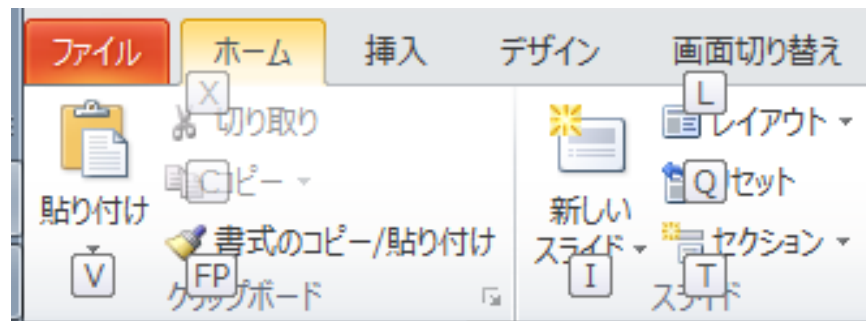 ファイル ホーム 挿入 デザイン 画面切り替え
X 切り取り
L レイアウト
C ピー
Q セット
貼り付け
書式のコピー/貼り付け
新しい
スライド
セクション
V
FP
I
T
クリップボード
スライド